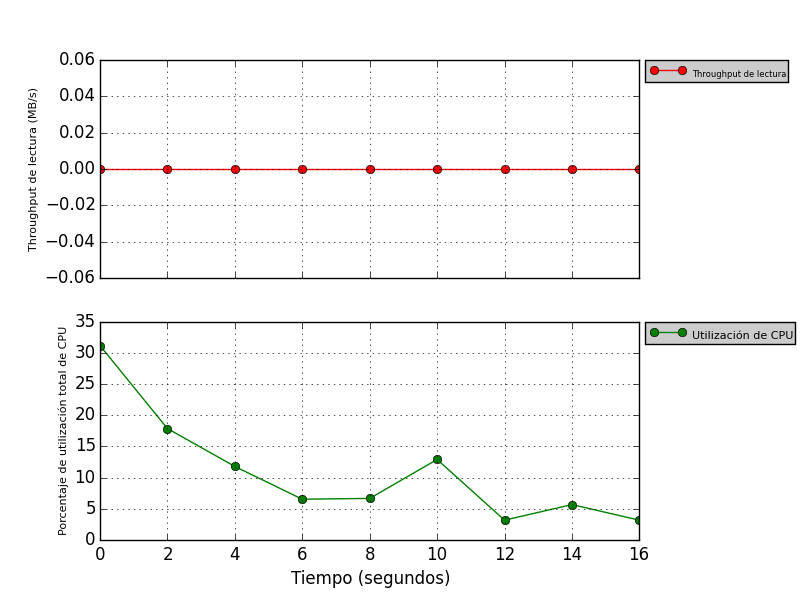 0.06
0.04
0.02
0.00
−0.02
−0.04
−0.06
Throughput de lectura (MB/s)
Throughput de lectura
35
30
25
20
15
10
5
0
Porcentaje de utilización total de CPU
Utilización de CPU
0 2 4 6 8 10 12 14 16
Tiempo (segundos)